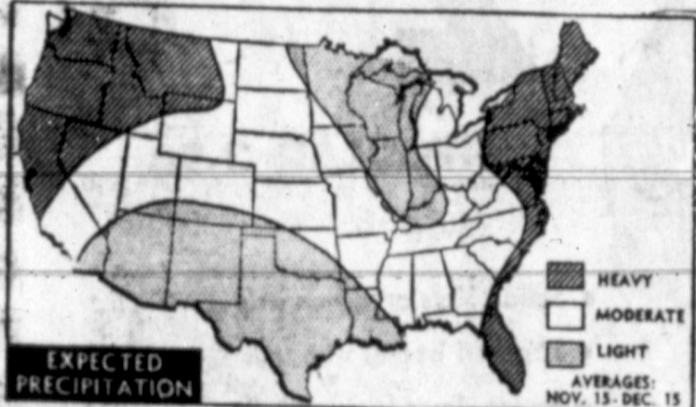 HEAVY
MODERATE
LIGHT
EXPECTED
PRECIPITATION
AVERAGES:
NOV. 15 - DEC. 15